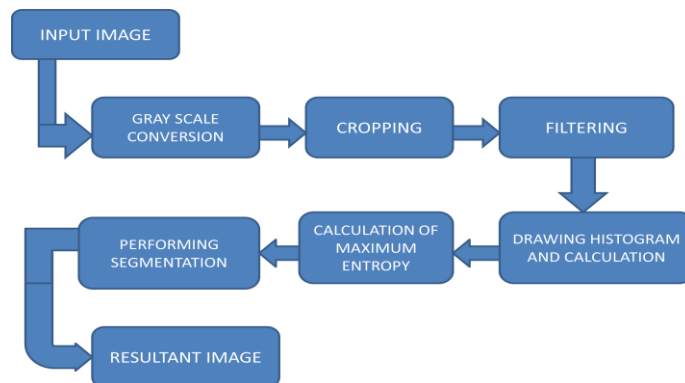 INPUT IMAGE
GRAY SCALE
CONVERSION
CROPPING
FILTERING
DRAWING HISTOGRAM
AND CALCULATION
CALCULATION OF
MAXIMUM
ENTROPY
PERFORMING
SEGMENTATION
RESULTANT IMAGE